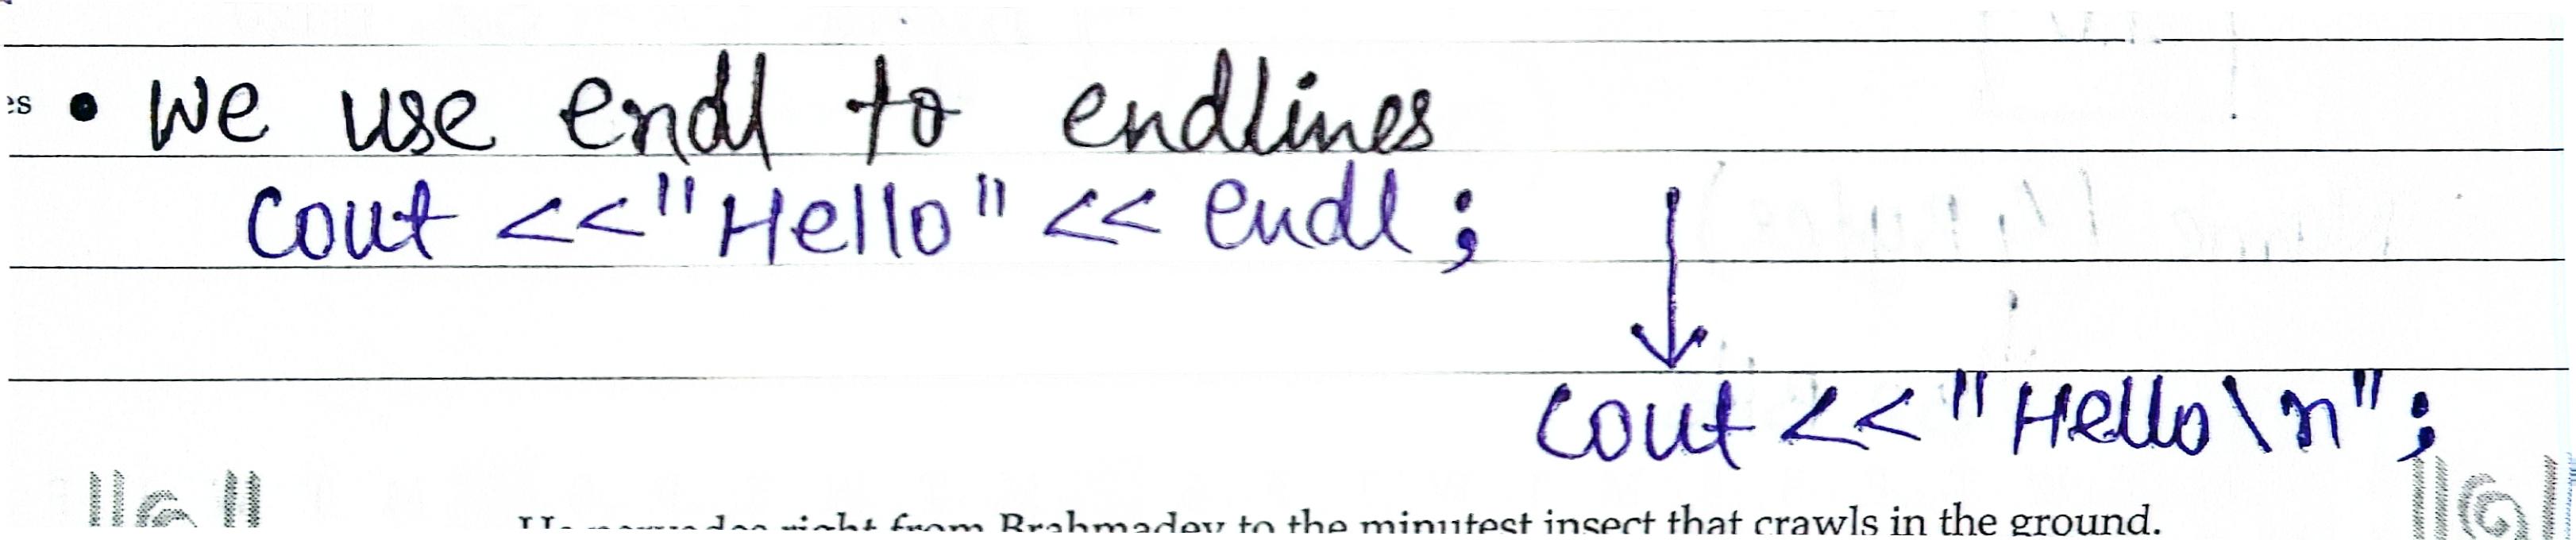 es • We use endl to endlines
cout <<"Hello" << endl;
cout <<"Hello\n";
right from Brahmadev to the minutest insect that crawls in the ground.